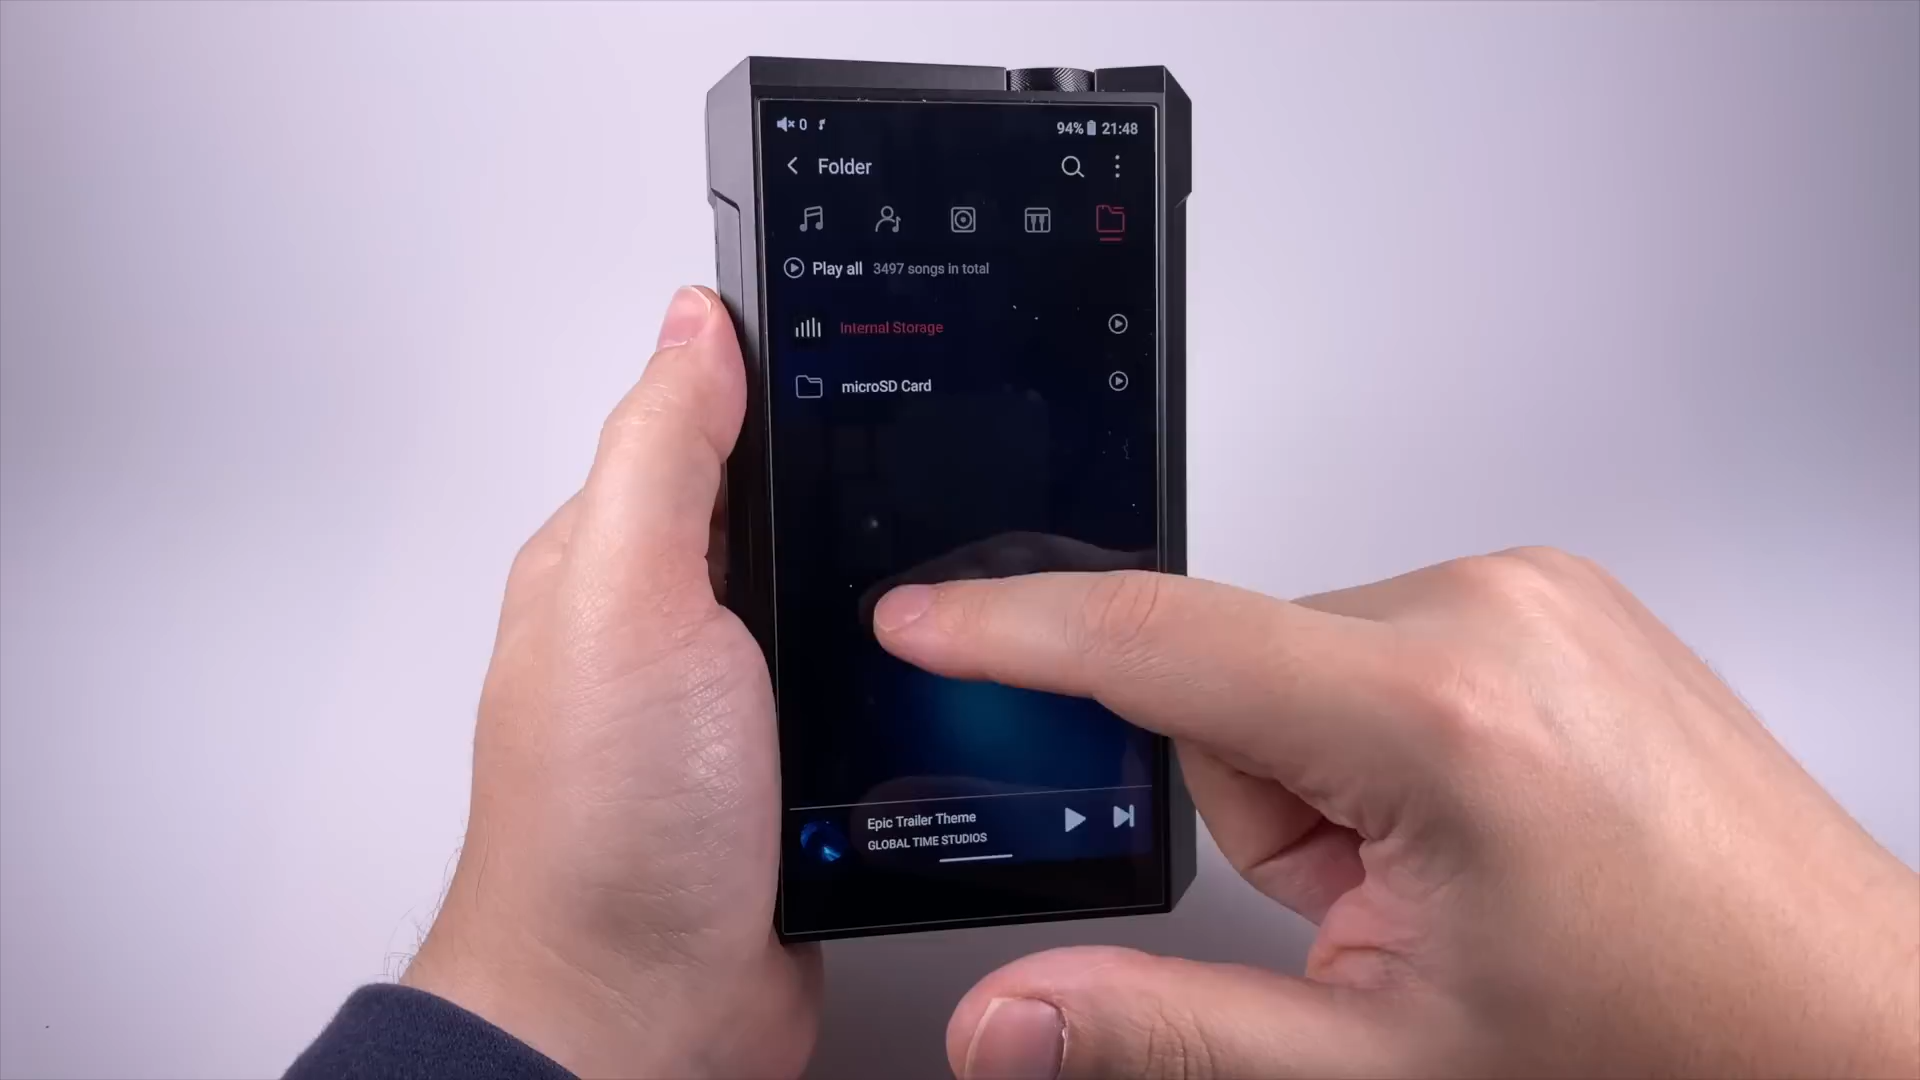 0
94% 21:48
Folder
Play all 3497 songs in total
Internal Storage
microSD Card
Epic Trailer Theme
GLOBAL TIME STUDIOS